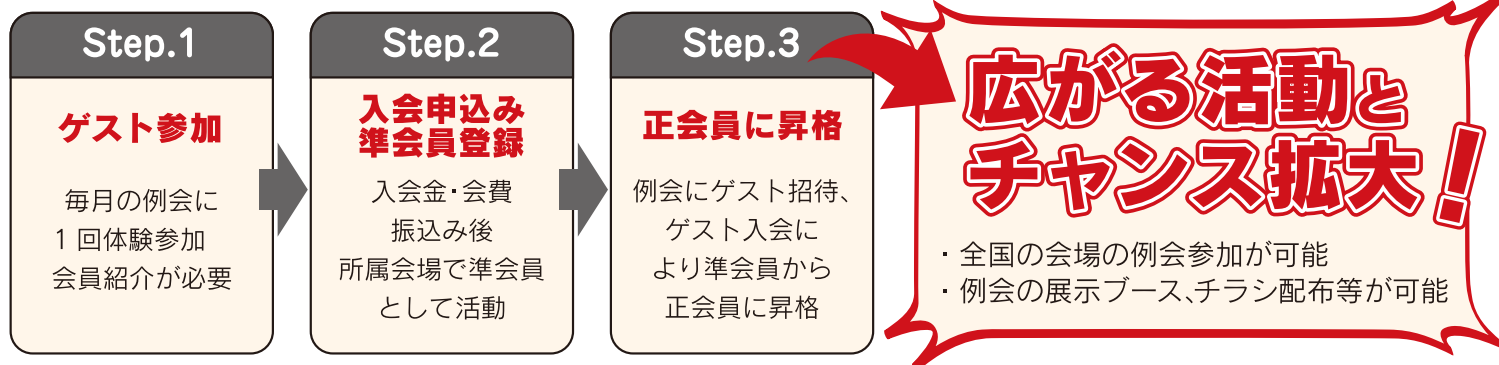 Step.1
ゲスト参加
毎月の例会に
1回体験参加
会員紹介が必要
Step.2
入会申込み
準会員登録
入会金・会費
振込み後
所属会場で準会員
として活動
Step.3
正会員に昇格
例会にゲスト招待、
ゲスト入会に
より準会員から
正会員に昇格
広がる活動と
チャンス拡大！
・全国の会場の例会参加が可能
・例会の展示ブース、チラシ配布等が可能